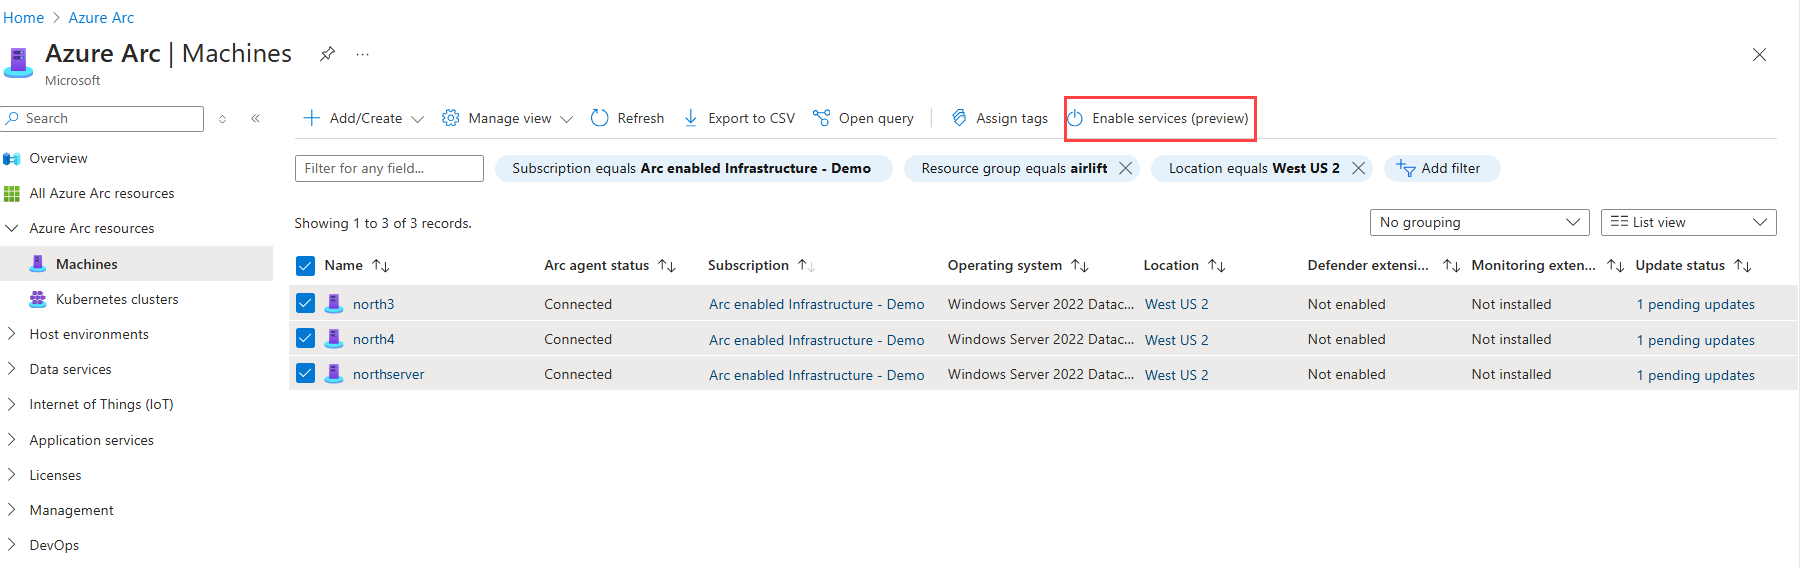 Home > Azure Arc
Azure Arc | Machines
Microsoft
Search
Add/Create Manage view Refresh Export to CSV Open query Assign tags Enable services (preview)
Overview
All Azure Arc resources
Azure Arc resources
Machines
Kubernetes clusters
Host environments
Data services
Internet of Things (IoT)
Application services
Licenses
Management
DevOps
Filter for any field... Subscription equals Arc enabled Infrastructure - Demo Resource group equals airlift Location equals West US 2 Add filter
Showing 1 to 3 of 3 records. No grouping List view
Name Arc agent status Subscription Operating system Location Defender extensi... Monitoring exten... Update status
north3 Connected Arc enabled Infrastructure - Demo Windows Server 2022 Datac... West US 2 Not enabled Not installed 1 pending updates
north4 Connected Arc enabled Infrastructure - Demo Windows Server 2022 Datac... West US 2 Not enabled Not installed 1 pending updates
northserver Connected Arc enabled Infrastructure - Demo Windows Server 2022 Datac... West US 2 Not enabled Not installed 1 pending updates